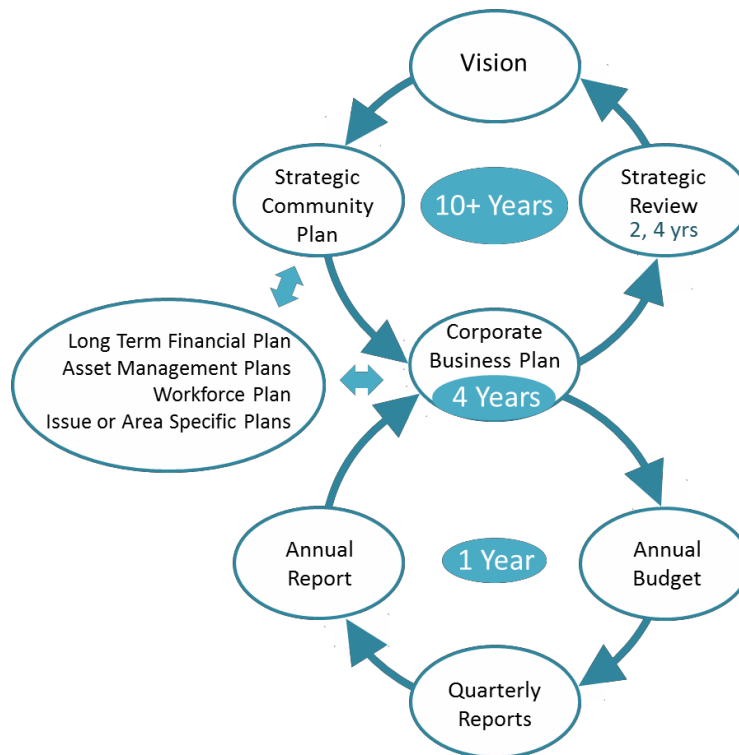 Vision
Strategic
Community
Plan
10+ Years
Strategic
Review
2, 4 yrs
Long Term Financial Plan
Asset Management Plans
Workforce Plan
Issue or Area Specific Plans
Corporate
Business Plan
4 Years
Annual
Report
1 Year
Annual
Budget
Quarterly
Reports